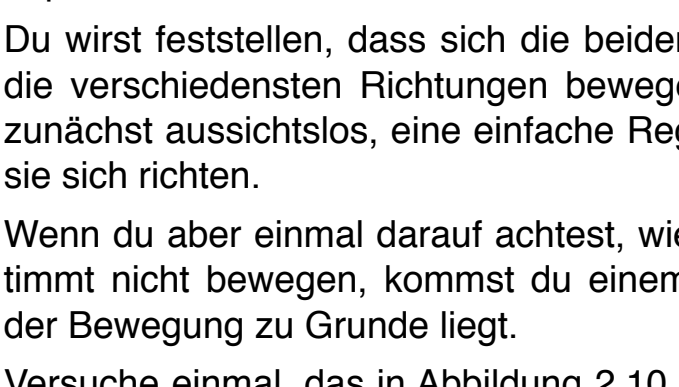 Du wirst feststellen, dass sich die beiden
die verschiedensten Richtungen bewege
zunächst aussichtslos, eine einfache Reg
sie sich richten.
Wenn du aber einmal darauf achtest, wie
timmt nicht bewegen, kommst du einem
der Bewegung zu Grunde liegt.
Versuche einmal, das in Abbildung 2.10